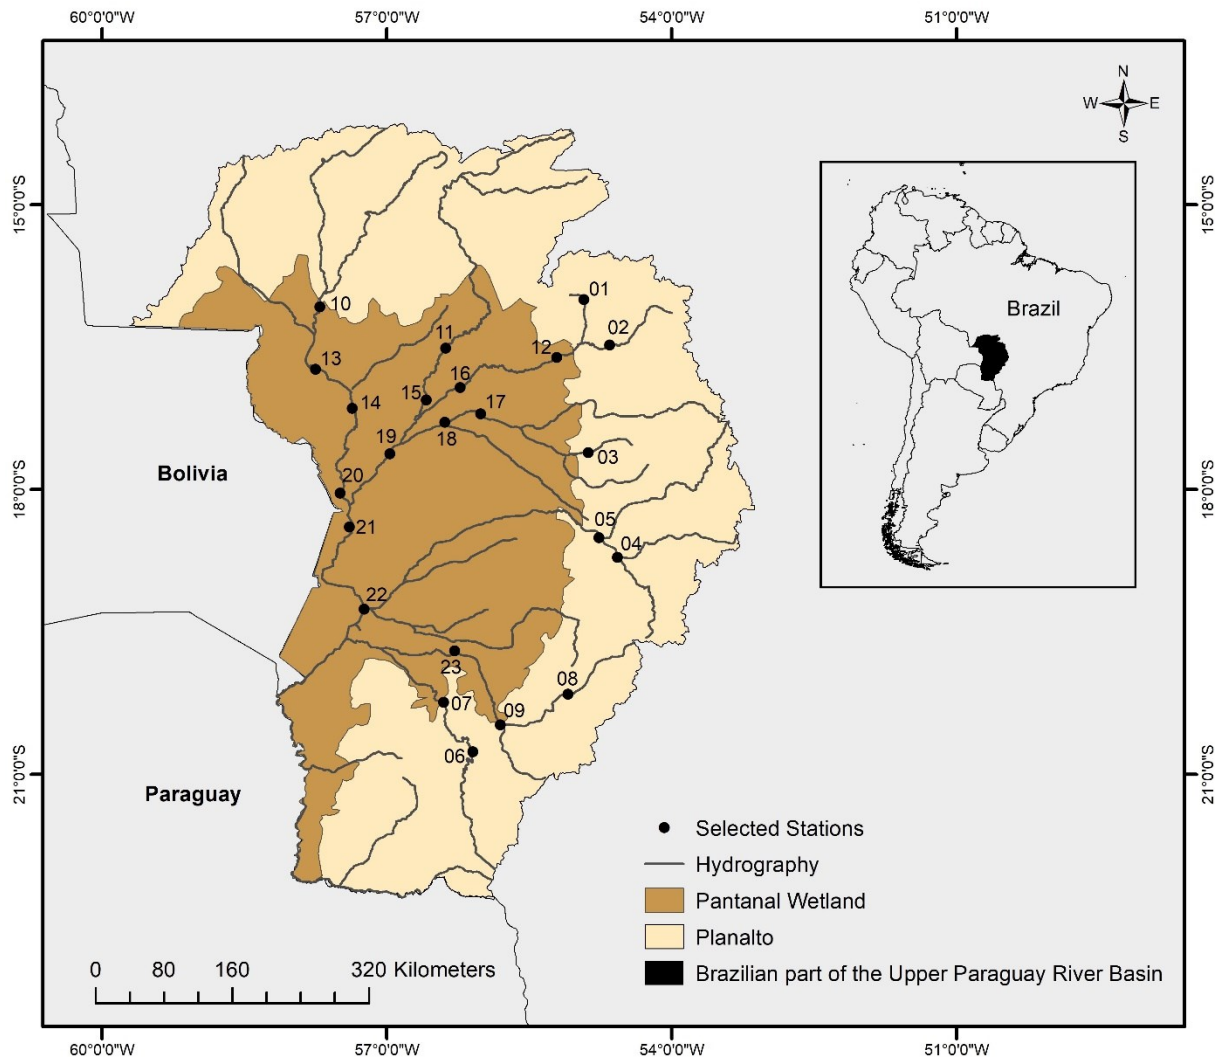 60°0'0"W 57°0'0"W 54°0'0"W 51°0'0"W
N
W E
S
15°0'0"S 15°0'0"S
01
Brazil
10
02
11
12
13
16
15
17
14
18
19
03
Bolivia
20
18°0'0"S 18°0'0"S
05
21
04
22
23
08
07
09
06
21°0'0"S 21°0'0"S
Paraguay
Selected Stations
Hydrography
Pantanal Wetland
Planalto
0 80 160 320 Kilometers
Brazilian part of the Upper Paraguay River Basin
60°0'0"W 57°0'0"W 54°0'0"W 51°0'0"W